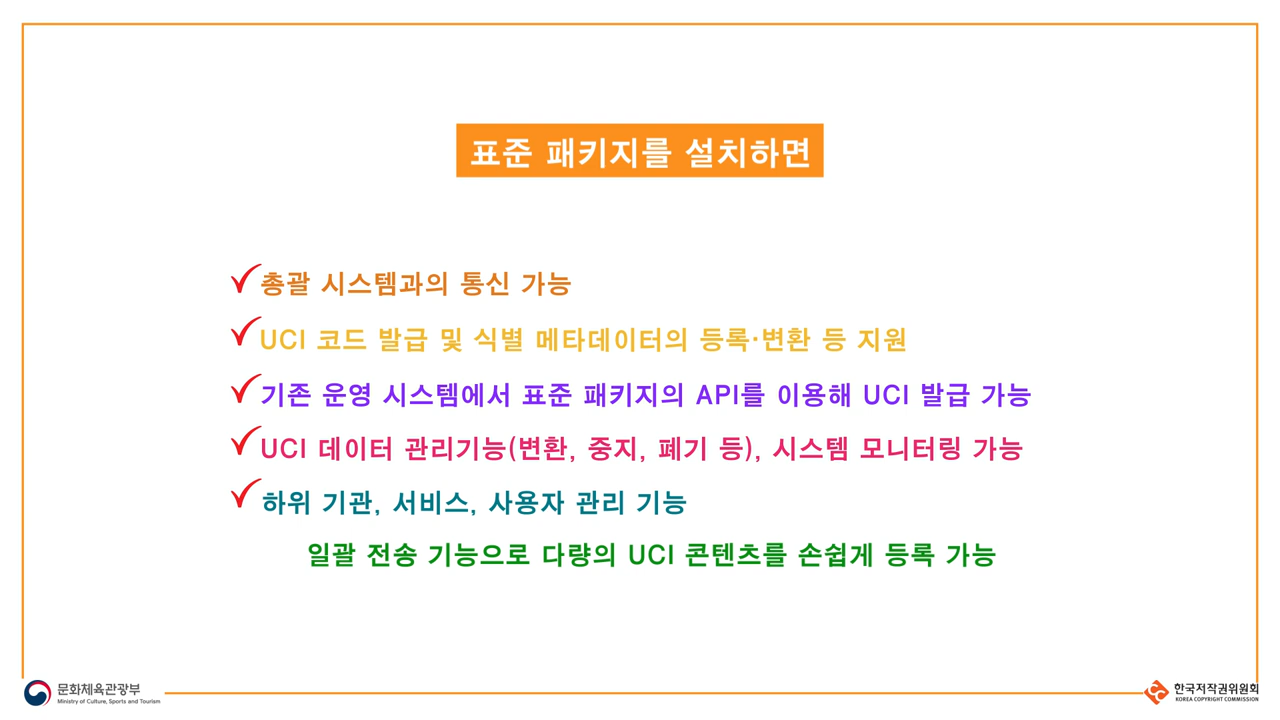 표준 패키지를 설치하면
총괄 시스템과의 통신 가능
UCI 코드 발급 및 식별 메타데이터의 등록·변환 등 지원
기존 운영 시스템에서 표준 패키지의 API를 이용해 UCI 발급 가능
UCI 데이터 관리기능(변환, 중지, 폐기 등), 시스템 모니터링 가능
하위 기관, 서비스, 사용자 관리 기능
일괄 전송 기능으로 다량의 UCI 콘텐츠를 손쉽게 등록 가능
문화체육관광부
Ministry of Culture, Sports and Tourism
한국저작권위원회
KOREA COPYRIGHT COMMISSION